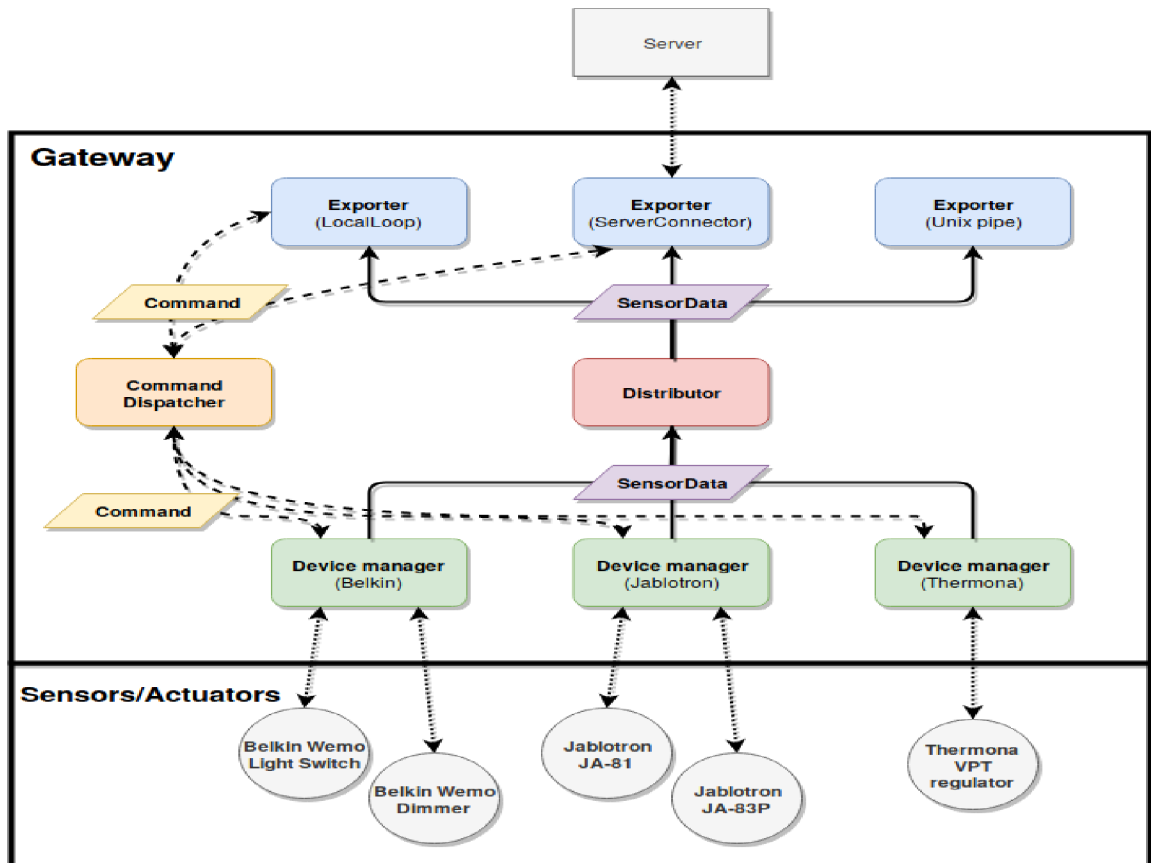 Server
Gateway
Exporter
(LocalLoop)
Exporter
(ServerConnector)
Exporter
(Unix pipe)
Command
SensorData
Command
Dispatcher
Distributor
SensorData
Command
Device manager
(Belkin)
Device manager
(Jablotron)
Device manager
(Thermona)
Sensors/Actuators
Belkin Wemo
Light Switch
Belkin Wemo
Dimmer
Jablotron
JA-81
Jablotron
JA-83P
Thermona
VPT
regulator